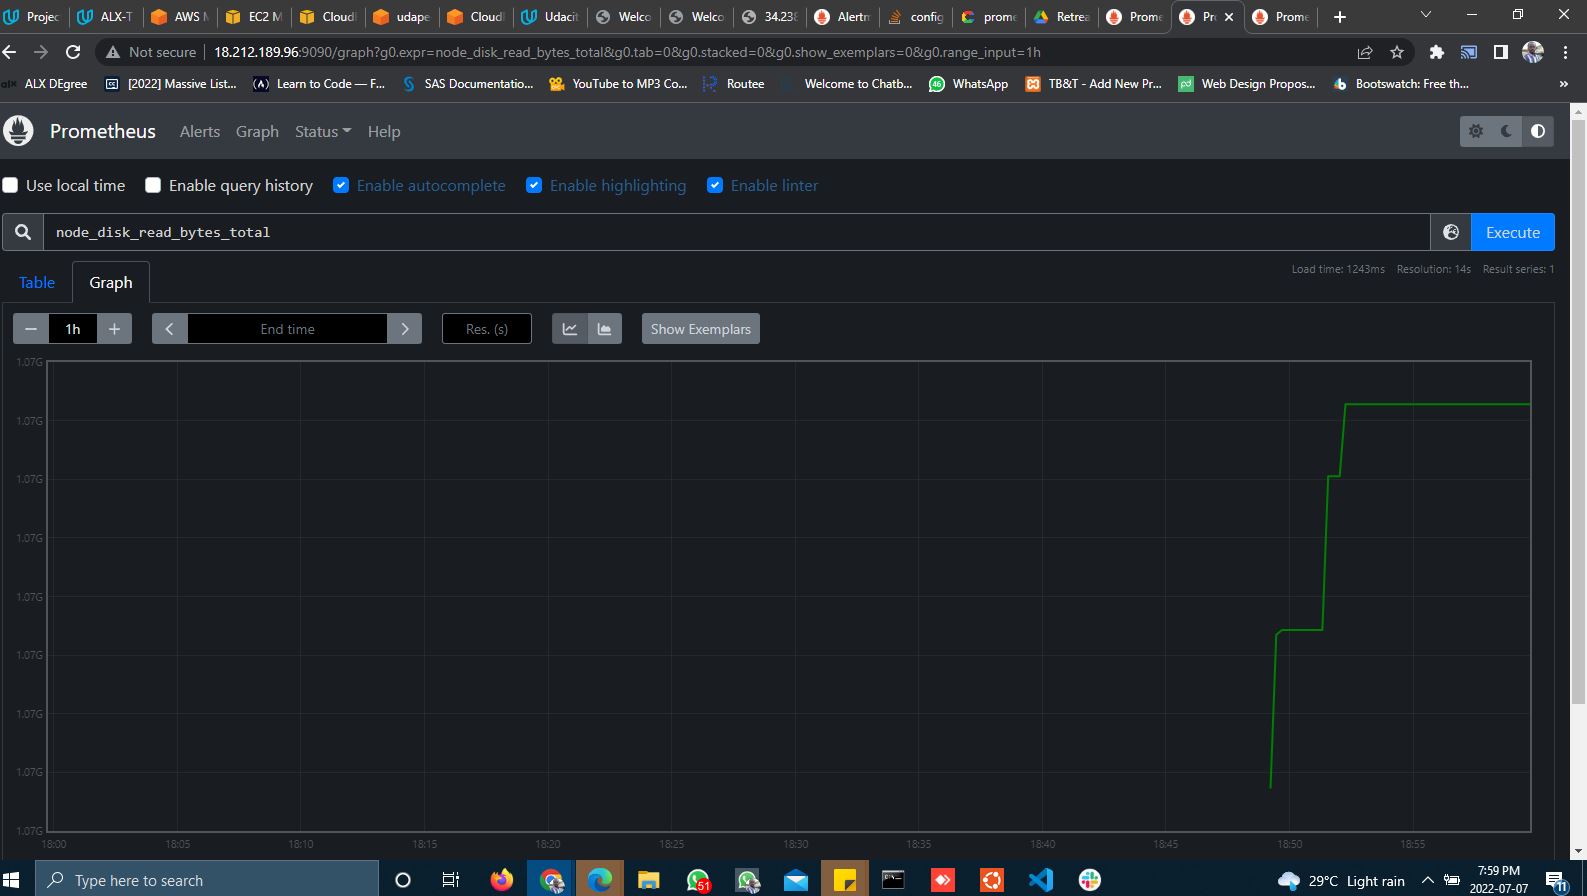 Projec ALX-T AWS M EC2 M CloudF udape CloudF Udacit Welco Welco 34.238 Alertm config prome Retrea Prome Pro Prome
Not secure 18.212.189.96:9090/graph?g0.expr=node_disk_read_bytes_total&g0.tab=0&g0.stacked=0&g0.show_exemplars=0&g0.range_input=1h
alx ALX DEgree [2022] Massive List... Learn to Code — F... SAS Documentatio... YouTube to MP3 Co... Routee Welcome to Chatb... 46 WhatsApp TB&T - Add New Pr... Web Design Propos... Bootswatch: Free th... »
Prometheus Alerts Graph Status Help
Use local time Enable query history Enable autocomplete Enable highlighting Enable linter
node_disk_read_bytes_total Execute
Table Graph
Load time: 1243ms Resolution: 14s Result series: 1
− 1h + End time Res. (s) Show Exemplars
1.07G
1.07G
1.07G
1.07G
1.07G
1.07G
1.07G
1.07G
1.07G
18:00 18:05 18:10 18:15 18:20 18:25 18:30 18:35 18:40 18:45 18:50 18:55
Type here to search 51 29°C Light rain 7:59 PM
2022-07-07 11